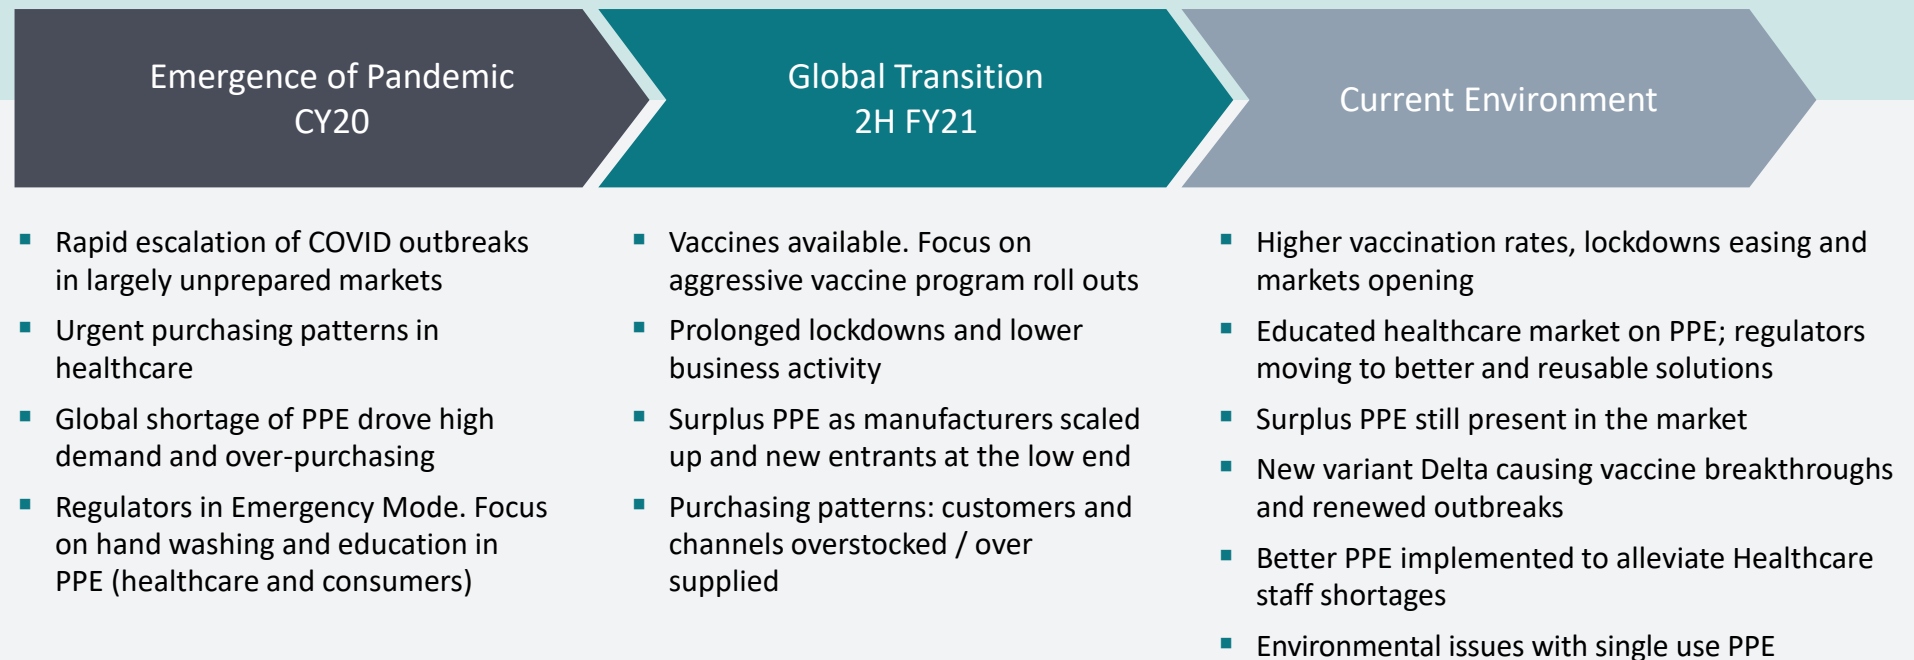 Emergence of Pandemic
CY20
Global Transition
2H FY21
Current Environment
▪ Rapid escalation of COVID outbreaks
in largely unprepared markets
▪ Urgent purchasing patterns in
healthcare
▪ Global shortage of PPE drove high
demand and over-purchasing
▪ Regulators in Emergency Mode. Focus
on hand washing and education in
PPE (healthcare and consumers)
▪ Vaccines available. Focus on
aggressive vaccine program roll outs
▪ Prolonged lockdowns and lower
business activity
▪ Surplus PPE as manufacturers scaled
up and new entrants at the low end
▪ Purchasing patterns: customers and
channels overstocked / over
supplied
▪ Higher vaccination rates, lockdowns easing and
markets opening
▪ Educated healthcare market on PPE; regulators
moving to better and reusable solutions
▪ Surplus PPE still present in the market
▪ New variant Delta causing vaccine breakthroughs
and renewed outbreaks
▪ Better PPE implemented to alleviate Healthcare
staff shortages
▪ Environmental issues with single use PPE